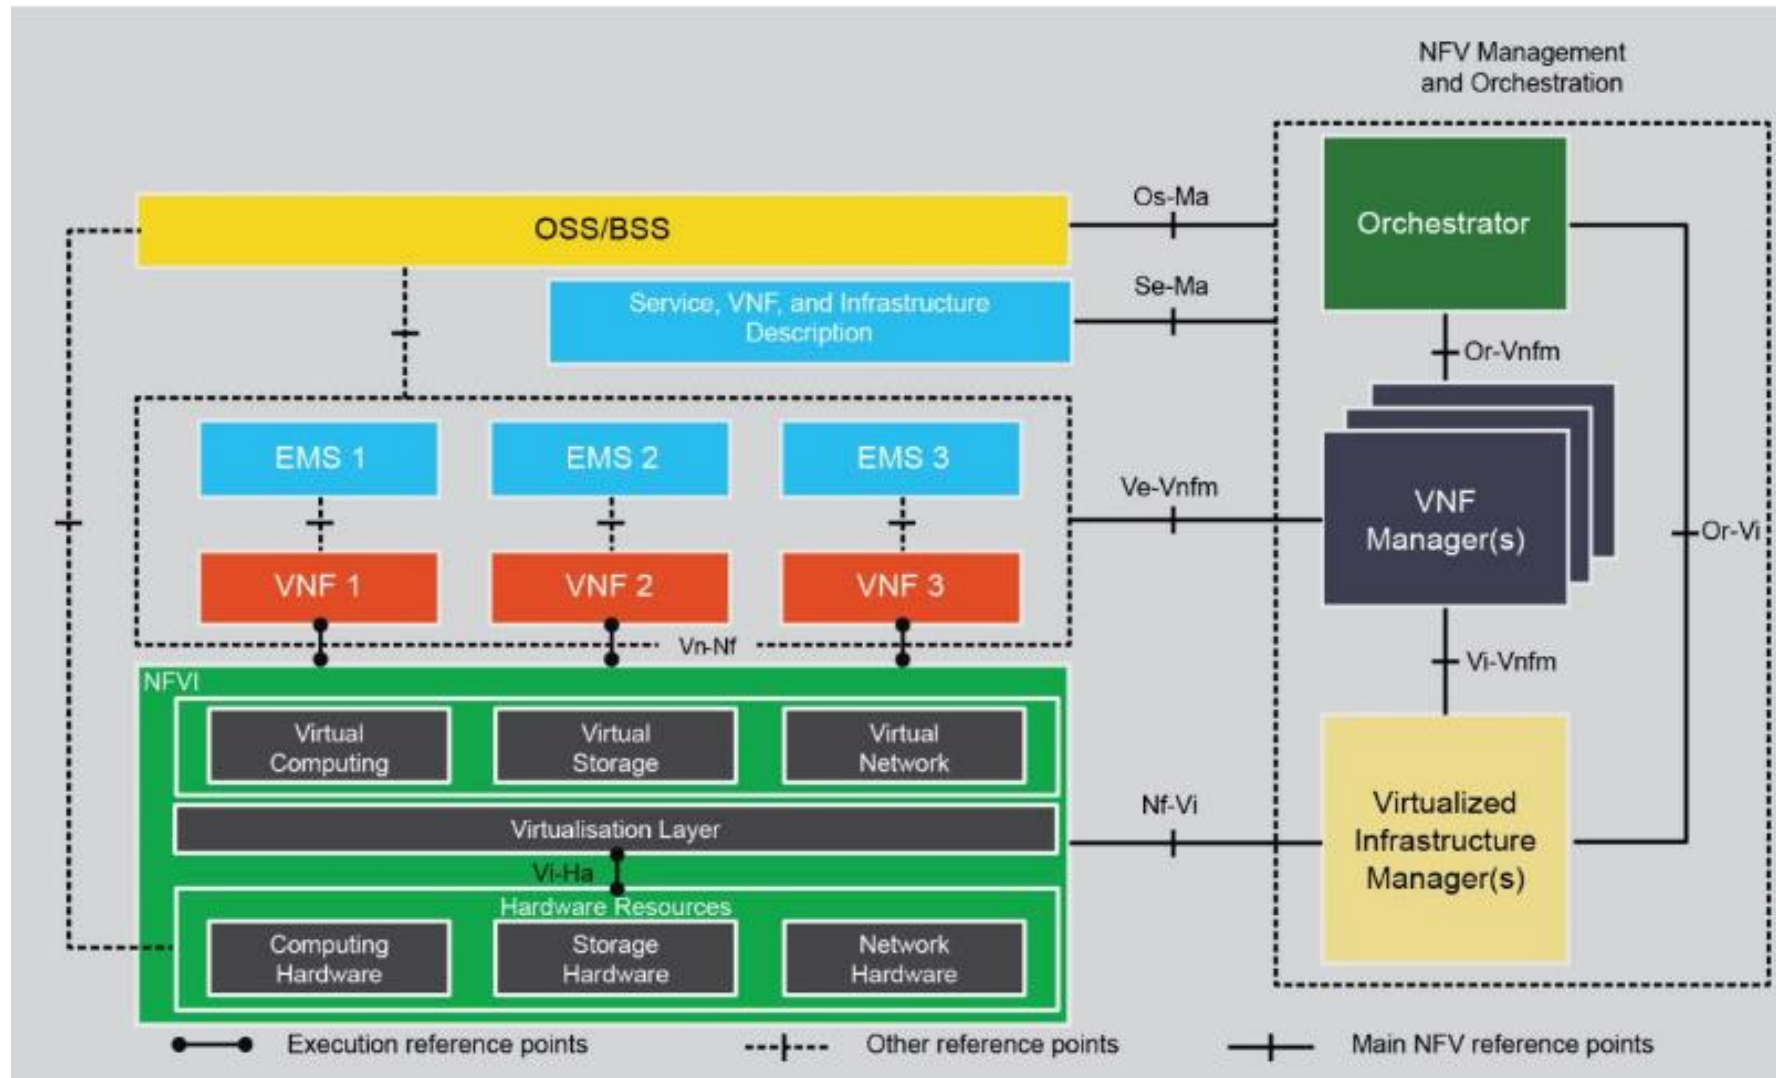 NFV Management
and Orchestration
Orchestrator
Os-Ma
OSS/BSS
Se-Ma
Service, VNF, and Infrastructure
Description
Or-Vnfm
EMS 1
EMS 2
EMS 3
Ve-Vnfm
VNF
Manager(s)
Or-Vi
VNF 1
VNF 2
VNF 3
Vn-Nf
Vi-Vnfm
NFVI
Virtual
Computing
Virtual
Storage
Virtual
Network
Nf-Vi
Virtualized
Infrastructure
Manager(s)
Virtualisation Layer
Vi-Ha
Hardware Resources
Computing
Hardware
Storage
Hardware
Network
Hardware
Execution reference points
Other reference points
Main NFV reference points